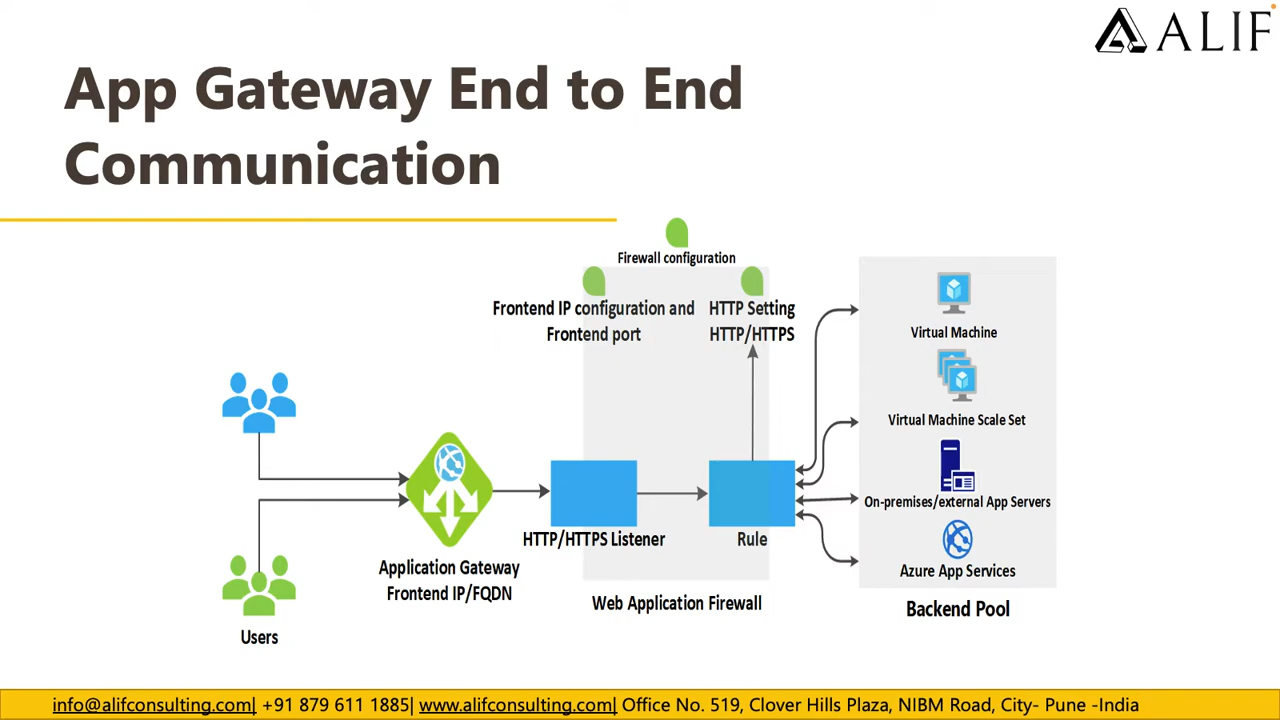 ALIF
App Gateway End to End
Communication
Firewall configuration
Frontend IP configuration and
Frontend port
HTTP Setting
HTTP/HTTPS
Virtual Machine
Virtual Machine Scale Set
On-premises/external App Servers
Azure App Services
Backend Pool
HTTP/HTTPS Listener
Rule
Application Gateway
Frontend IP/FQDN
Web Application Firewall
Users
info@alifconsulting.com| +91 879 611 1885| www.alifconsulting.com| Office No. 519, Clover Hills Plaza, NIBM Road, City- Pune -India